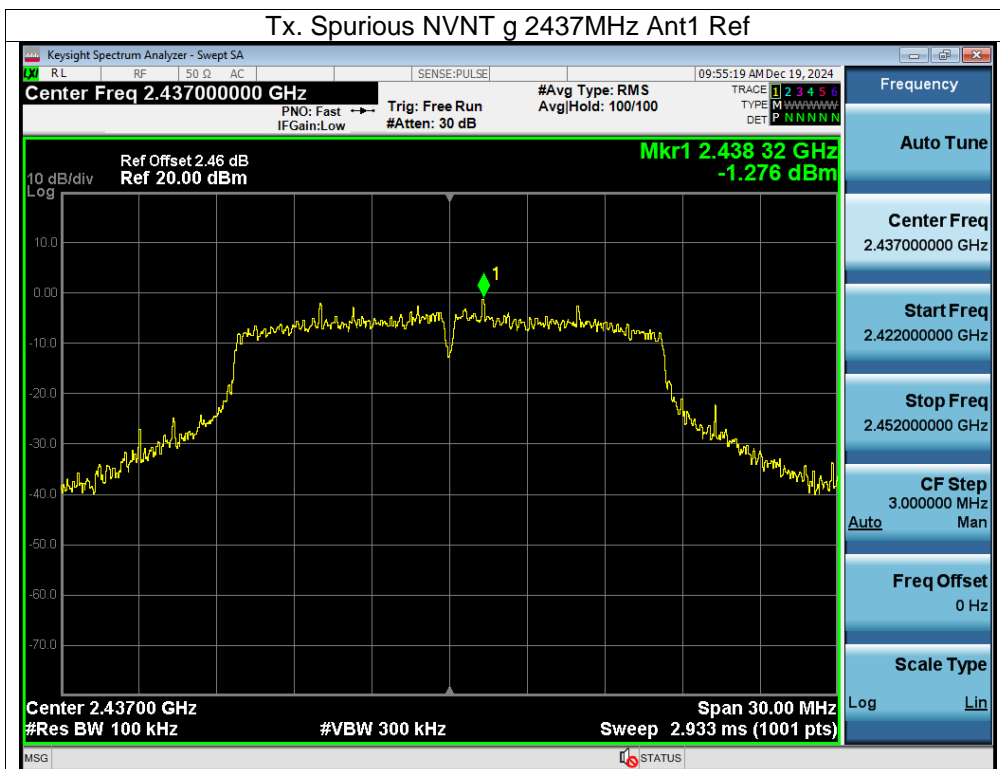 Tx. Spurious NVNT g 2437MHz Ant1 Ref
Keysight Spectrum Analyzer - Swept SA
LXI RL RF 50 Ω AC SENSE:PULSE 09:55:19 AM Dec 19, 2024
Center Freq 2.437000000 GHz
PNO: Fast
IFGain:Low
Trig: Free Run
#Atten: 30 dB
#Avg Type: RMS
Avg|Hold: 100/100
TRACE 1 2 3 4 5 6
TYPE M WWWWW
DET P N N N N N
Ref Offset 2.46 dB
10 dB/div Ref 20.00 dBm
Log
Mkr1 2.438 32 GHz
-1.276 dBm
1
10.0
0.00
-10.0
-20.0
-30.0
-40.0
-50.0
-60.0
-70.0
Center 2.43700 GHz Span 30.00 MHz
#Res BW 100 kHz #VBW 300 kHz Sweep 2.933 ms (1001 pts)
MSG STATUS
Frequency
Auto Tune
Center Freq
2.437000000 GHz
Start Freq
2.422000000 GHz
Stop Freq
2.452000000 GHz
CF Step
3.000000 MHz
Auto Man
Freq Offset
0 Hz
Scale Type
Log Lin